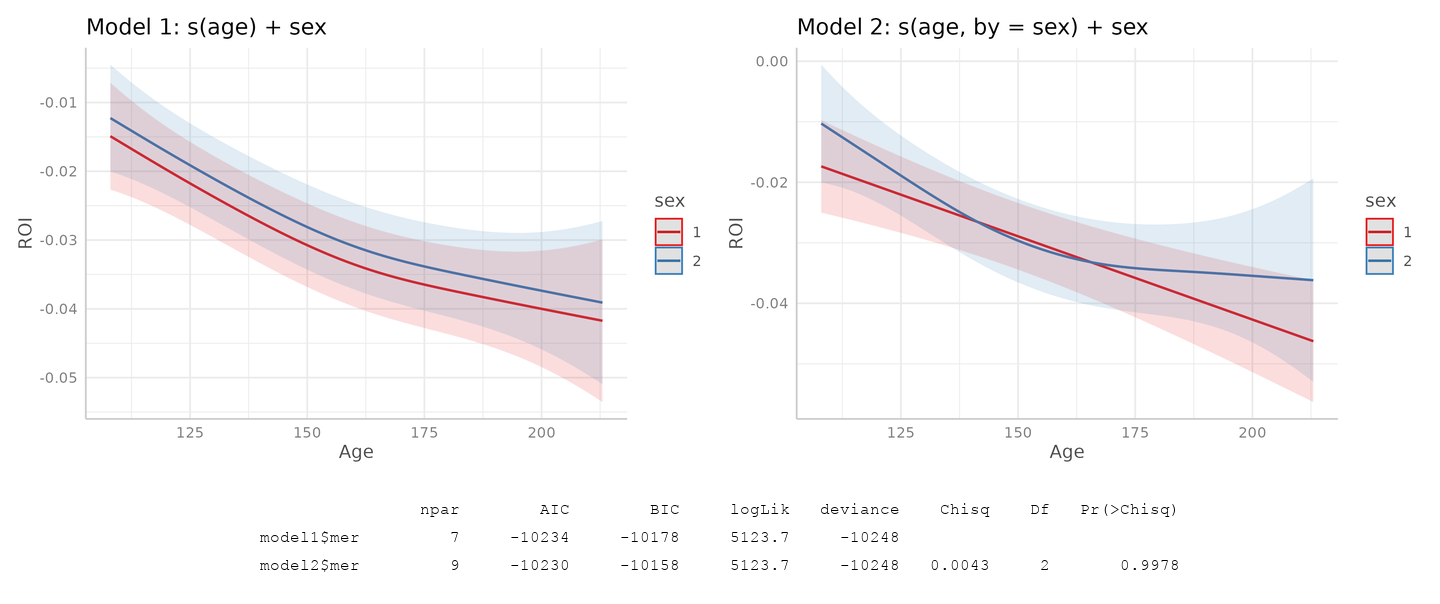 Model 1: s(age) + sex
-0.01
-0.02
-0.03
-0.04
-0.05
ROI
125 150 175 200
Age
sex
1
2
Model 2: s(age, by = sex) + sex
0.00
-0.02
-0.04
ROI
125 150 175 200
Age
sex
1
2
npar AIC BIC logLik deviance Chisq Df Pr(>Chisq)
model1$mer 7 -10234 -10178 5123.7 -10248
model2$mer 9 -10230 -10158 5123.7 -10248 0.0043 2 0.9978